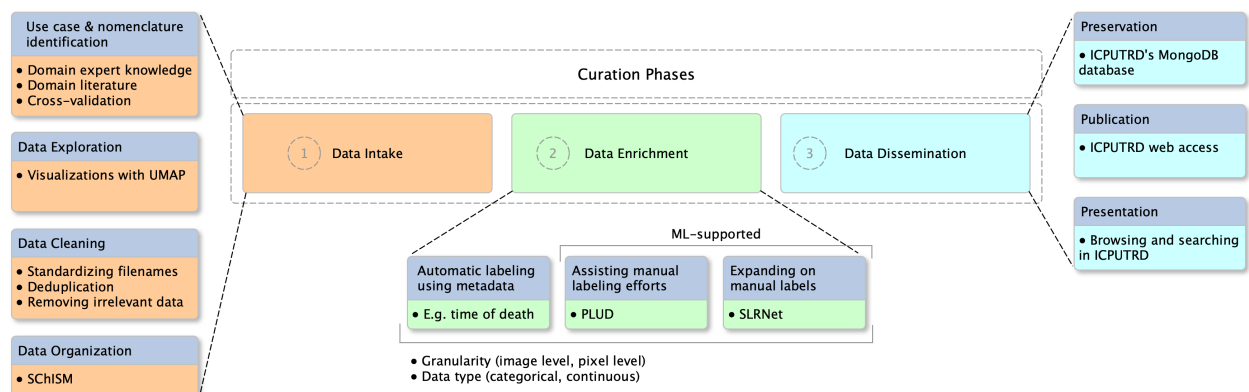 Use case & nomenclature
identification
● Domain expert knowledge
● Domain literature
● Cross-validation
Data Exploration
● Visualizations with UMAP
Data Cleaning
● Standardizing filenames
● Deduplication
● Removing irrelevant data
Data Organization
● SChISM
Curation Phases
1 Data Intake
2 Data Enrichment
3 Data Dissemination
ML-supported
Automatic labeling
using metadata
● E.g. time of death
Assisting manual
labeling efforts
● PLUD
Expanding on
manual labels
● SLRNet
● Granularity (image level, pixel level)
● Data type (categorical, continuous)
Preservation
● ICPUTRD's MongoDB
database
Publication
● ICPUTRD web access
Presentation
● Browsing and searching
in ICPUTRD